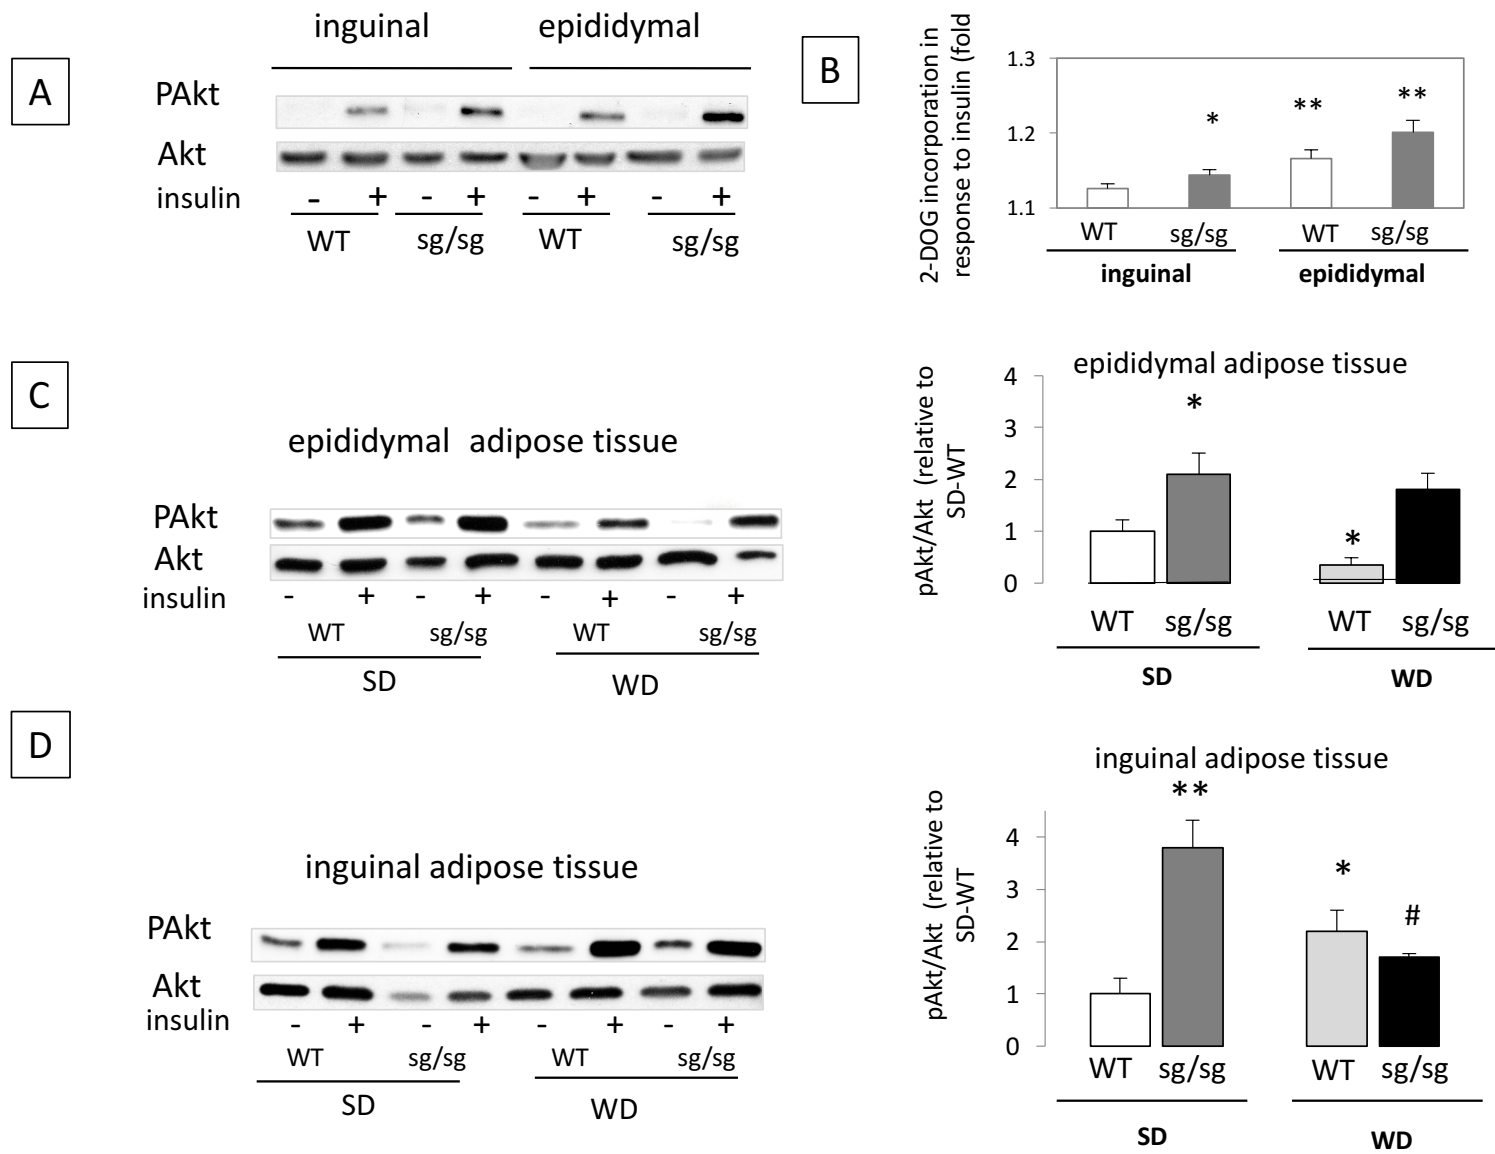 A
inguinal epididymal
PAkt
Akt
insulin - + - + - + - +
WT sg/sg WT sg/sg
B
2-DOG incorporation in
response to insulin (fold
1.3
1.2
1.1
* ** **
WT sg/sg WT sg/sg
inguinal epididymal
C
epididymal adipose tissue
PAkt
Akt
insulin - + - + - + - +
WT sg/sg WT sg/sg
SD WD
epididymal adipose tissue
pAkt/Akt (relative to
SD-WT
4
3
2
1
0
* *
WT sg/sg WT sg/sg
SD WD
D
inguinal adipose tissue
PAkt
Akt
insulin - + - + - + - +
WT sg/sg WT sg/sg
SD WD
inguinal adipose tissue
pAkt/Akt (relative to
SD-WT
4
3
2
1
0
** * #
WT sg/sg WT sg/sg
SD WD